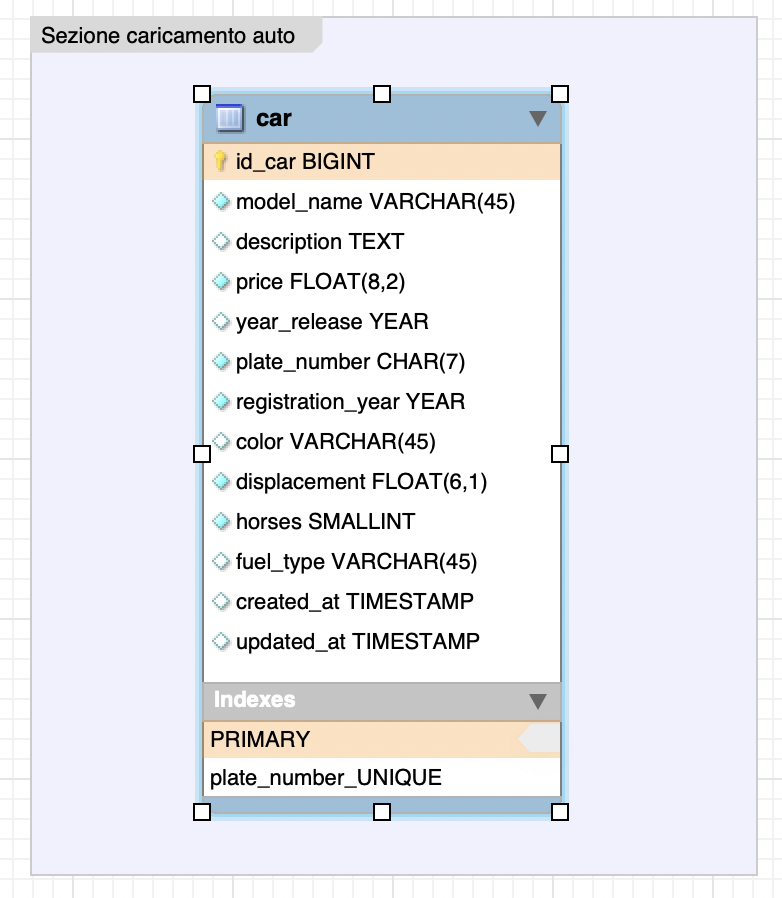 Sezione caricamento auto
car
id_car BIGINT
model_name VARCHAR(45)
description TEXT
price FLOAT(8,2)
year_release YEAR
plate_number CHAR(7)
registration_year YEAR
color VARCHAR(45)
displacement FLOAT(6,1)
horses SMALLINT
fuel_type VARCHAR(45)
created_at TIMESTAMP
updated_at TIMESTAMP
Indexes
PRIMARY
plate_number_UNIQUE